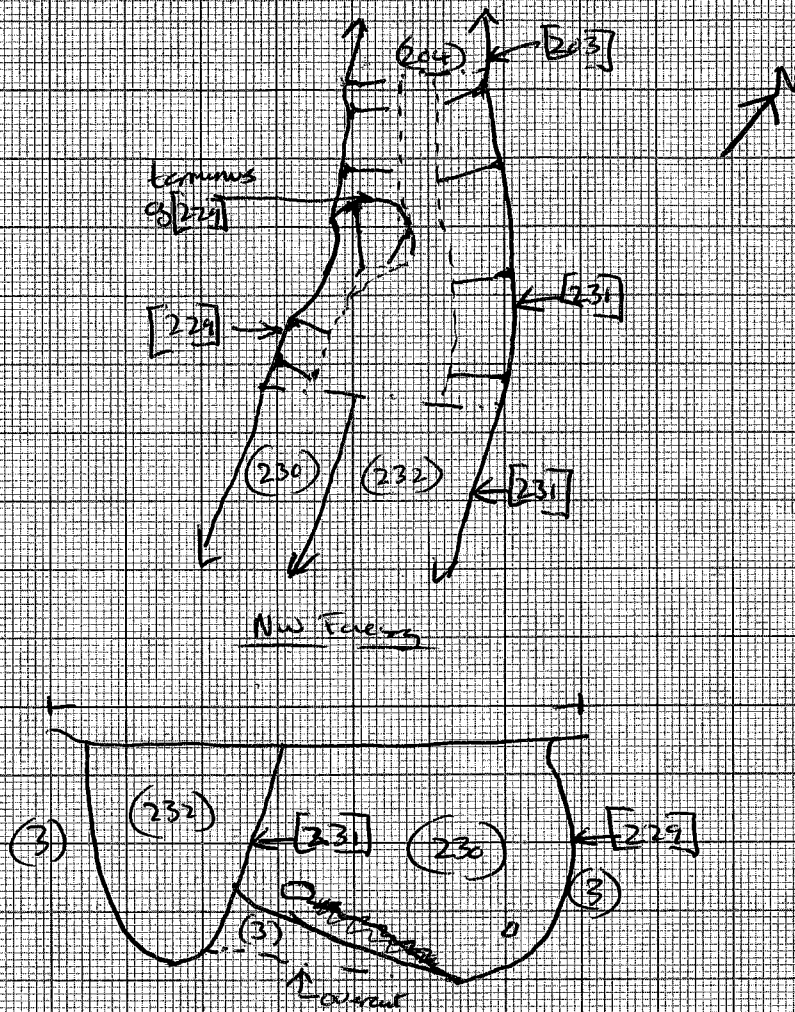 (204)
[203]
N
terminus
of [229]
[231]
[229]
(230)
(232)
[231]
NW Facing
(232)
(3)
[231]
(230)
[229]
(3)
(3)
overcut